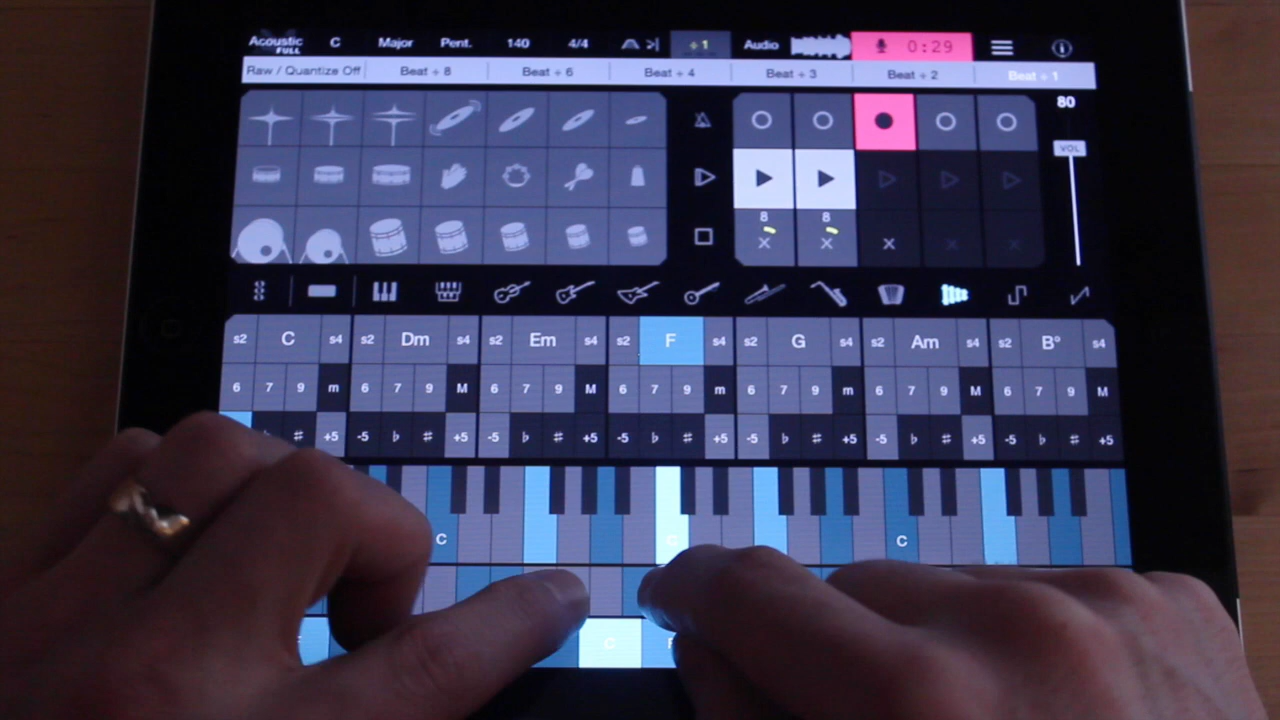 Acoustic FULL C Major Pent. 140 4/4 ÷1 Audio 0:29
Raw / Quantize Off Beat ÷ 8 Beat ÷ 6 Beat ÷ 4 Beat ÷ 3 Beat ÷ 2 Beat ÷ 1
80
VOL
8 8
s2 C s4 s2 Dm s4 s2 Em s4 s2 F s4 s2 G s4 s2 Am s4 s2 B° s4
6 7 9 m 6 7 9 M 6 7 9 M 6 7 9 m 6 7 9 m 6 7 9 M 6 7 9 M
♯ +5 -5 ♭ ♯ +5 -5 ♭ ♯ +5 -5 ♭ ♯ +5 -5 ♭ ♯ +5 -5 ♭ ♯ +5 -5 ♭ ♯ +5
C C C
C